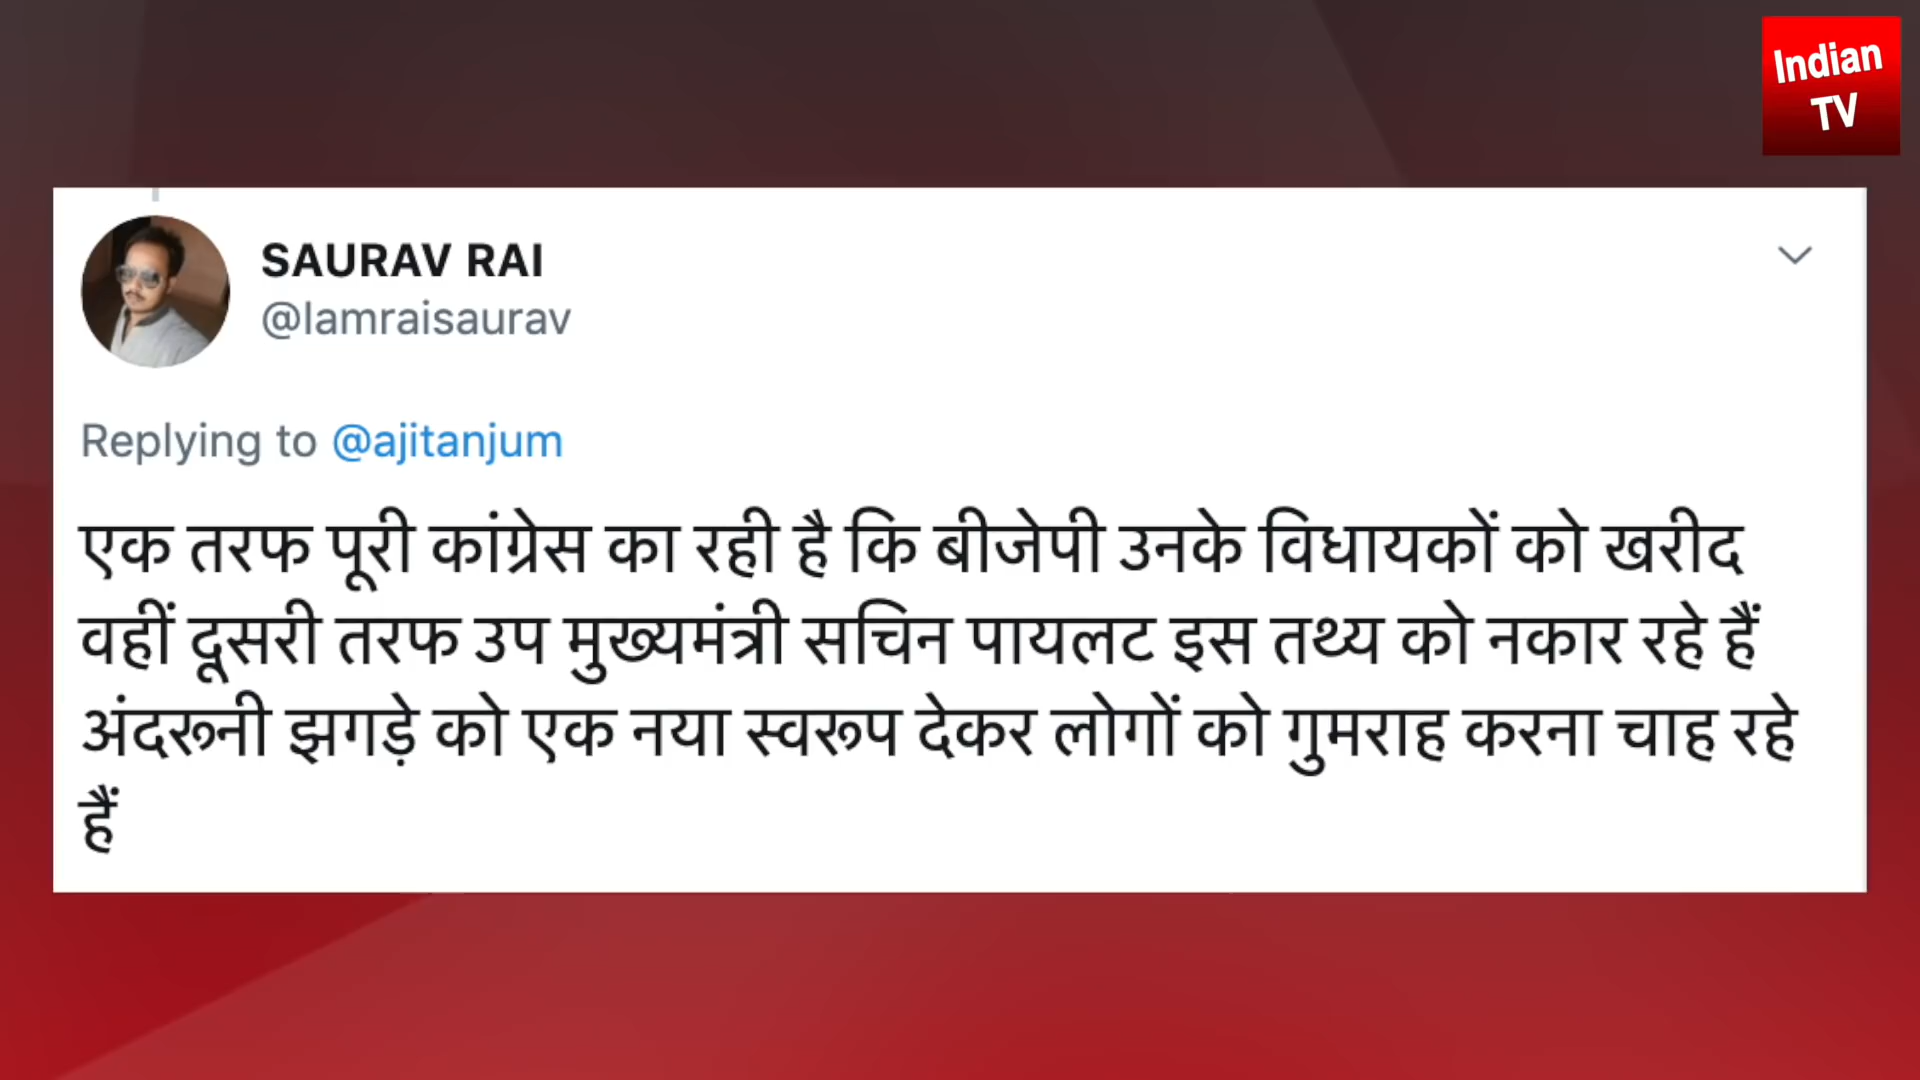 Indian
TV
SAURAV RAI
@Iamraisaurav
Replying to @ajitanjum
एक तरफ पूरी कांग्रेस का रही है कि बीजेपी उनके विधायकों को खरीद
वहीं दूसरी तरफ उप मुख्यमंत्री सचिन पायलट इस तथ्य को नकार रहे हैं
अंदरूनी झगड़े को एक नया स्वरूप देकर लोगों को गुमराह करना चाह रहे
हैं